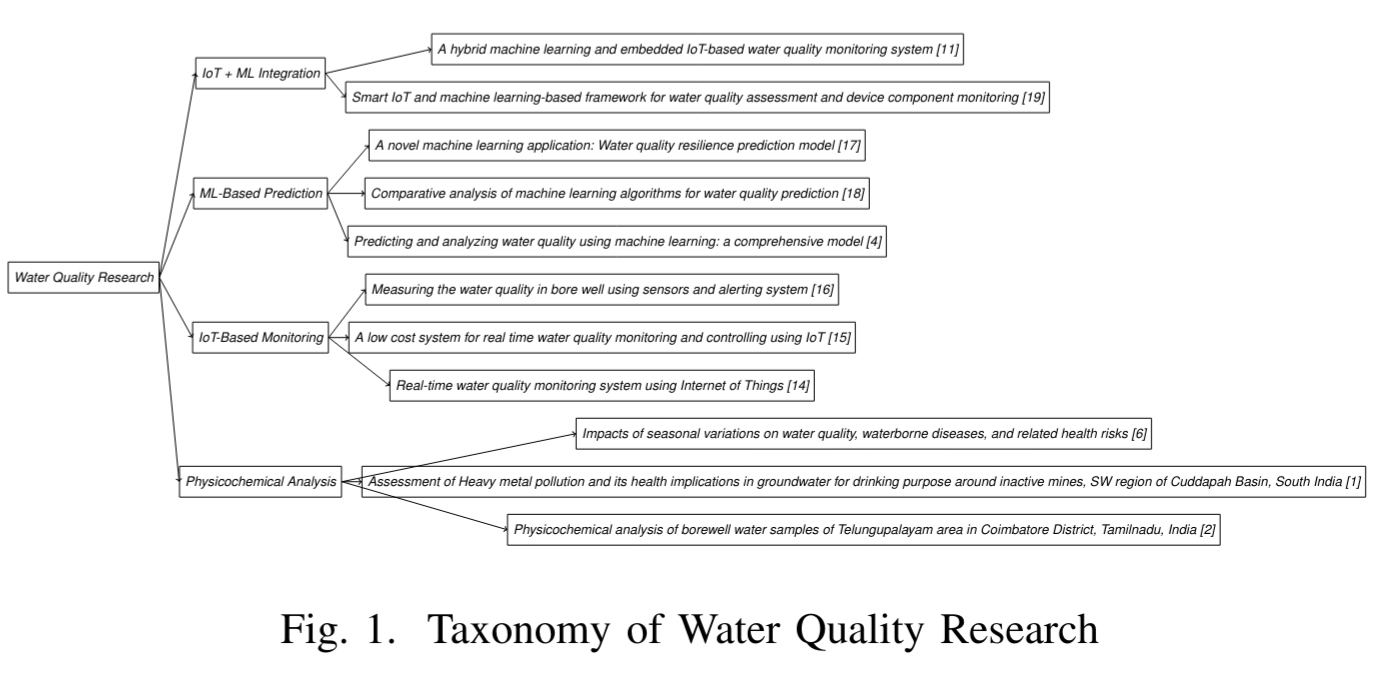 A hybrid machine learning and embedded IoT-based water quality monitoring system [11]
IoT + ML Integration
Smart IoT and machine learning-based framework for water quality assessment and device component monitoring [19]
A novel machine learning application: Water quality resilience prediction model [17]
ML-Based Prediction
Comparative analysis of machine learning algorithms for water quality prediction [18]
Predicting and analyzing water quality using machine learning: a comprehensive model [4]
Water Quality Research
Measuring the water quality in bore well using sensors and alerting system [16]
IoT-Based Monitoring
A low cost system for real time water quality monitoring and controlling using IoT [15]
Real-time water quality monitoring system using Internet of Things [14]
Impacts of seasonal variations on water quality, waterborne diseases, and related health risks [6]
Physicochemical Analysis
Assessment of Heavy metal pollution and its health implications in groundwater for drinking purpose around inactive mines, SW region of Cuddapah Basin, South India [1]
Physicochemical analysis of borewell water samples of Telungupalayam area in Coimbatore District, Tamilnadu, India [2]
Fig. 1. Taxonomy of Water Quality Research